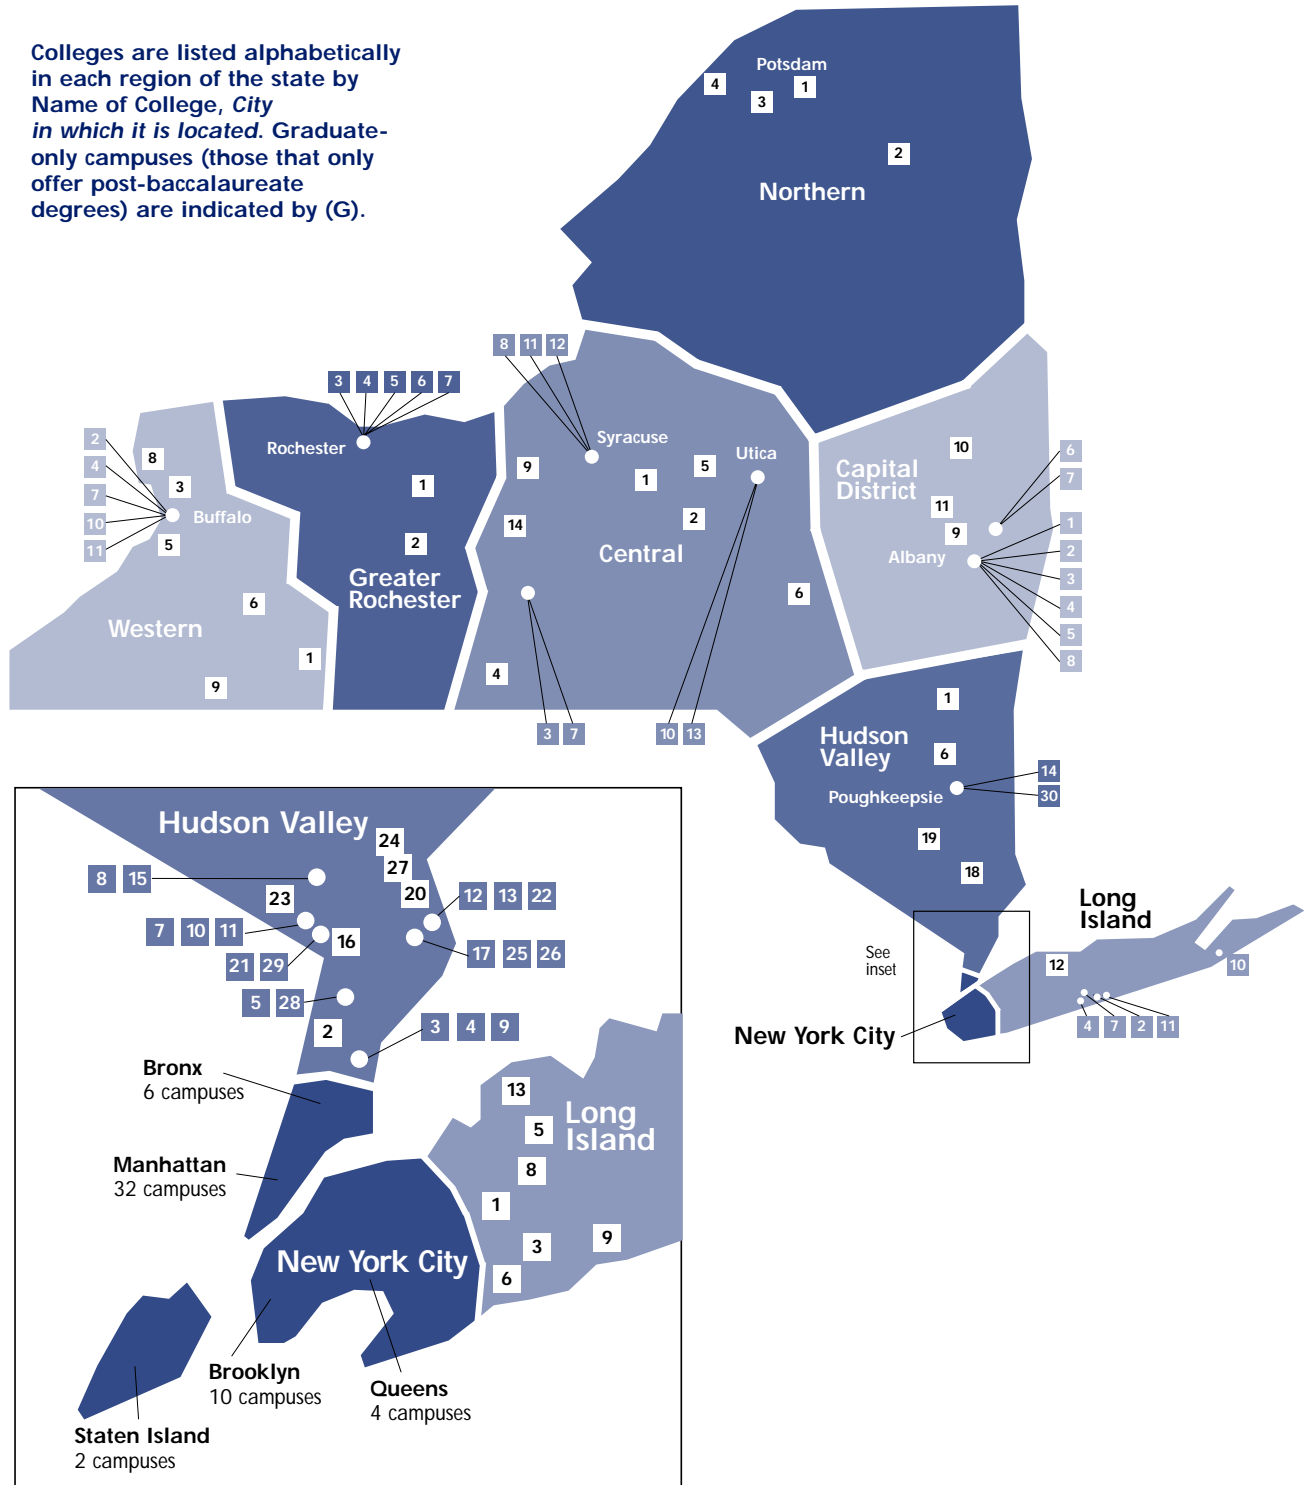 Colleges are listed alphabetically
in each region of the state by
Name of College, City
in which it is located. Graduate-
only campuses (those that only
offer post-baccalaureate
degrees) are indicated by (G).
Potsdam
4
3
1
2
Northern
8 11 12
3 4 5 6 7
Rochester
1
2
Greater
Rochester
Syracuse
Utica
9
1
5
14
2
Central
6
4
3 7
10 13
2
4
7
10
11
8
3
Buffalo
5
6
Western
1
9
10
Capital
District
11
9
Albany
6
7
1
2
3
4
5
8
1
Hudson
Valley
6
Poughkeepsie
14
30
19
18
Long
Island
See
inset
12
10
4 7 2 11
New York City
Hudson Valley
24
27
20
8 15
23
12 13 22
7 10 11
16
21 29
17 25 26
5 28
2
3 4 9
Bronx
6 campuses
13
Long
Island
5
8
Manhattan
32 campuses
1
3
9
6
New York City
Brooklyn
10 campuses
Queens
4 campuses
Staten Island
2 campuses